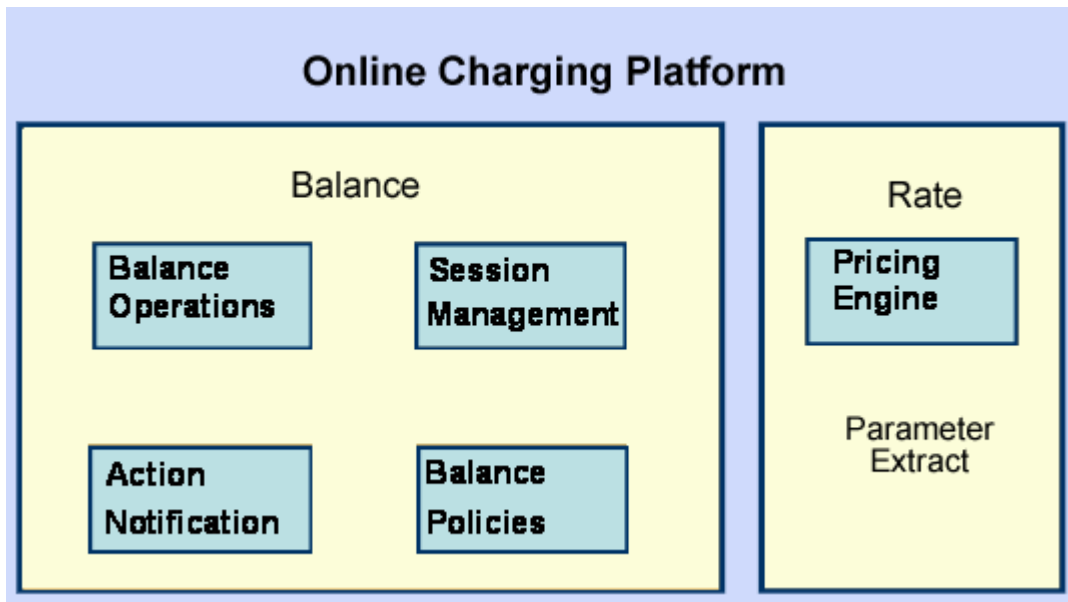 Online Charging Platform
Balance
Balance
Operations
Session
Management
Action
Notification
Balance
Policies
Rate
Pricing
Engine
Parameter
Extract